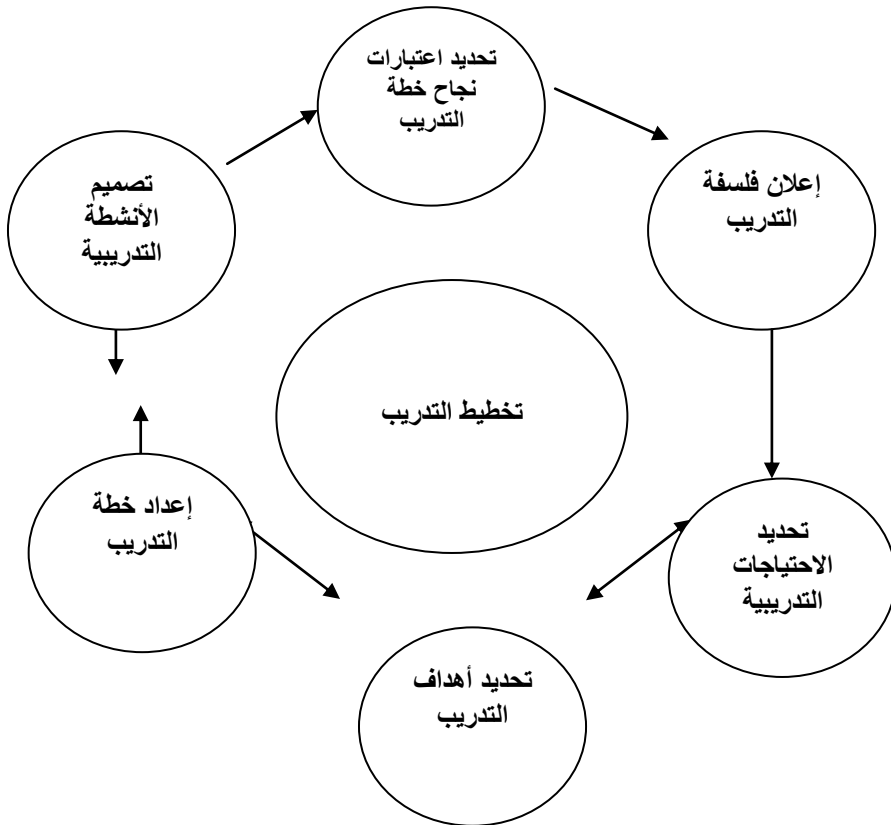 تحديد اعتبارات
نجاح خطة
التدريب
إعلان فلسفة
التدريب
تصميم
الأنشطة
التدريبية
تخطيط التدريب
إعداد خطة
التدريب
تحديد
الاحتياجات
التدريبية
تحديد أهداف
التدريب